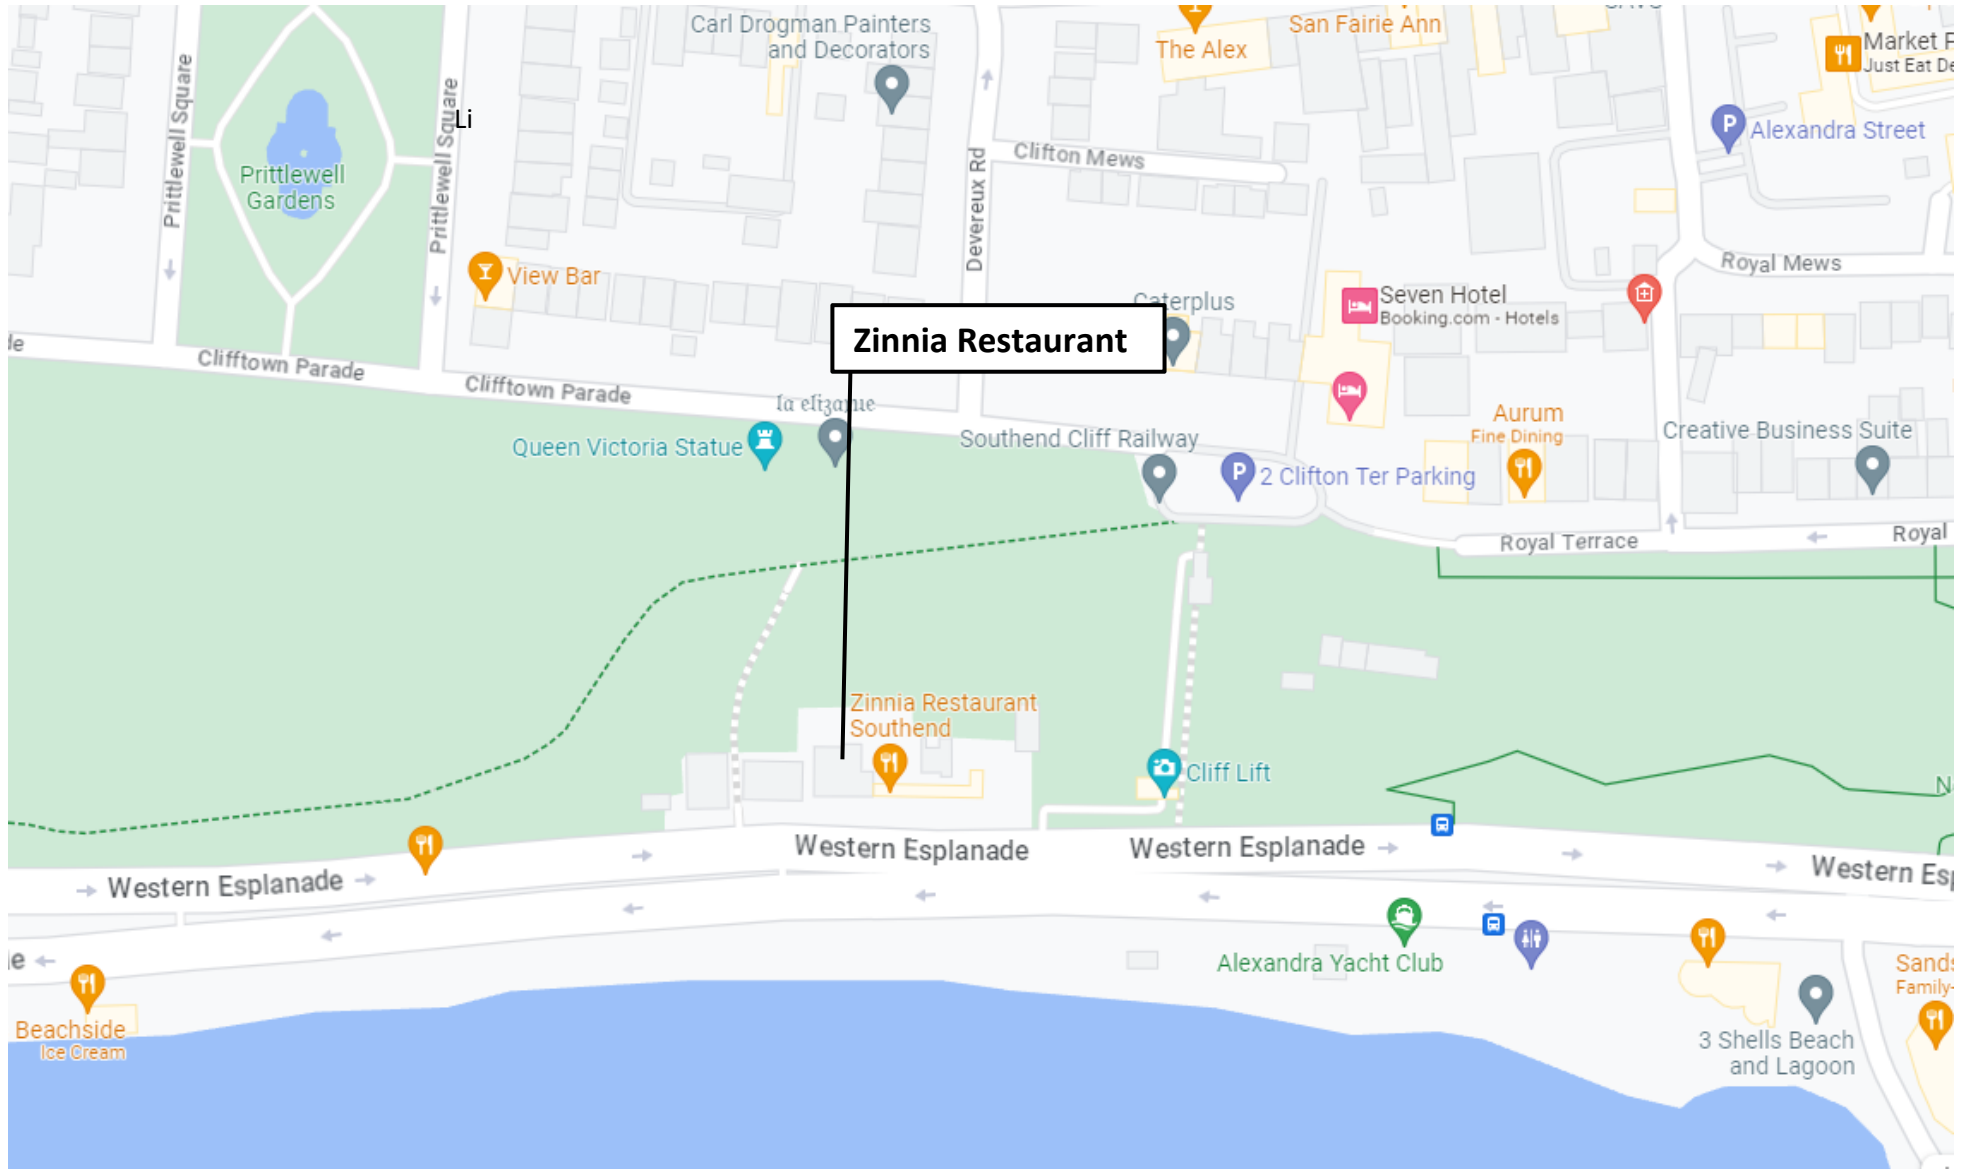 Carl Drogman Painters
and Decorators
The Alex
San Fairie Ann
Market
Just Eat
P
Alexandra Street
Prittlewell Square
Prittlewell Square
Li
Prittlewell
Gardens
Devereux Rd
Clifton Mews
Royal Mews
View Bar
Caterplus
Seven Hotel
Booking.com - Hotels
Zinnia Restaurant
Clifftown Parade
Clifftown Parade
la elizanie
Queen Victoria Statue
Southend Cliff Railway
P
2 Clifton Ter Parking
Aurum
Fine Dining
Creative Business Suite
Royal Terrace
Royal
Zinnia Restaurant
Southend
Cliff Lift
Western Esplanade
Western Esplanade
Western Esplanade
Western
Alexandra Yacht Club
Beachside
Ice Cream
3 Shells Beach
and Lagoon
Family-